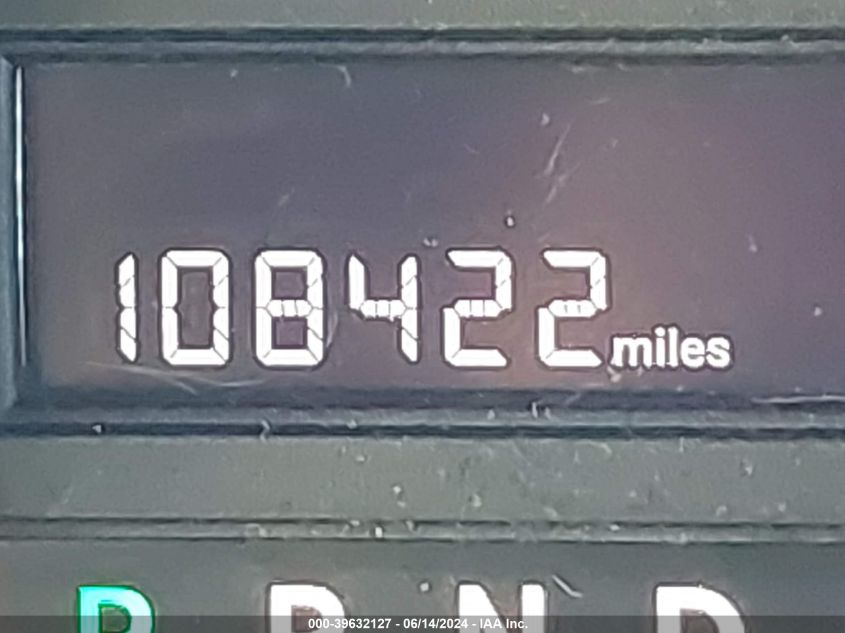 108422 miles
P R N D
000-39632127 - 06/14/2024 - IAA Inc.